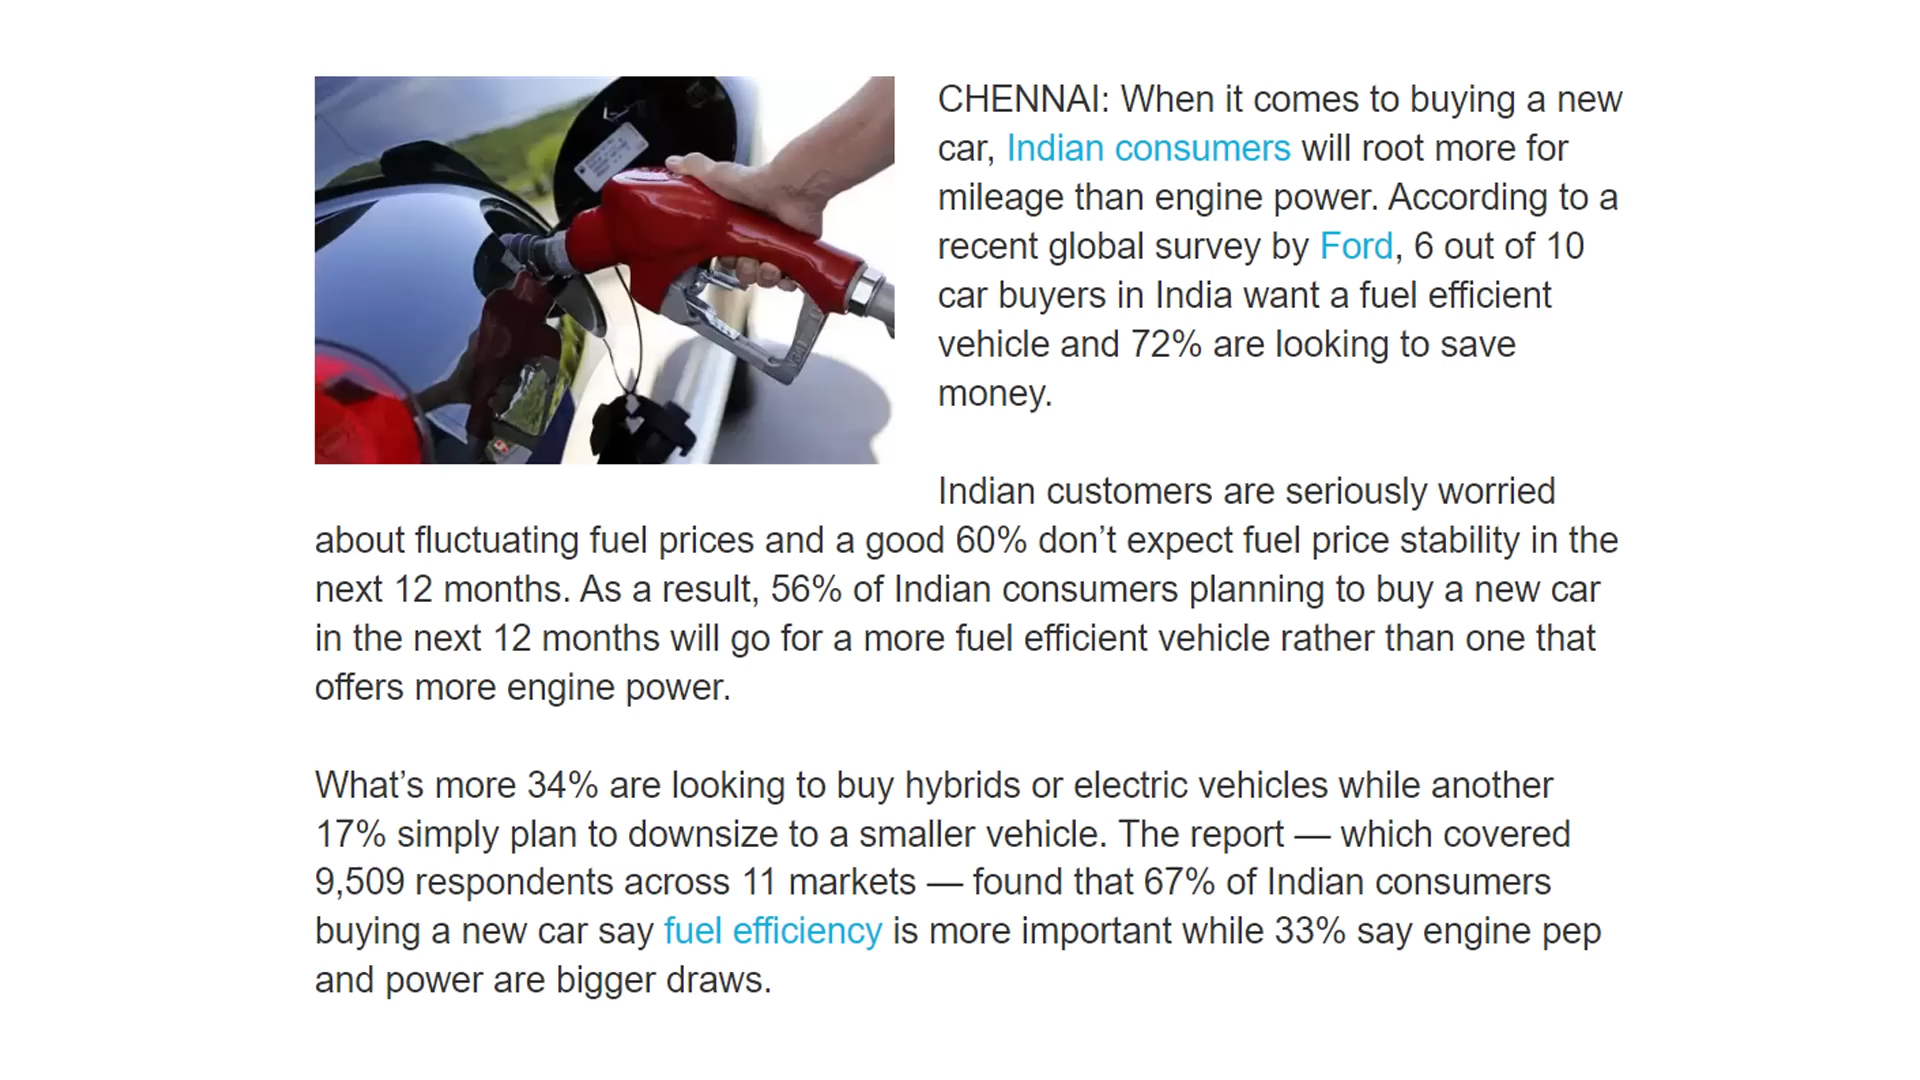 CHENNAI: When it comes to buying a new
car, Indian consumers will root more for
mileage than engine power. According to a
recent global survey by Ford, 6 out of 10
car buyers in India want a fuel efficient
vehicle and 72% are looking to save
money.
Indian customers are seriously worried
about fluctuating fuel prices and a good 60% don’t expect fuel price stability in the
next 12 months. As a result, 56% of Indian consumers planning to buy a new car
in the next 12 months will go for a more fuel efficient vehicle rather than one that
offers more engine power.
What’s more 34% are looking to buy hybrids or electric vehicles while another
17% simply plan to downsize to a smaller vehicle. The report — which covered
9,509 respondents across 11 markets — found that 67% of Indian consumers
buying a new car say fuel efficiency is more important while 33% say engine pep
and power are bigger draws.